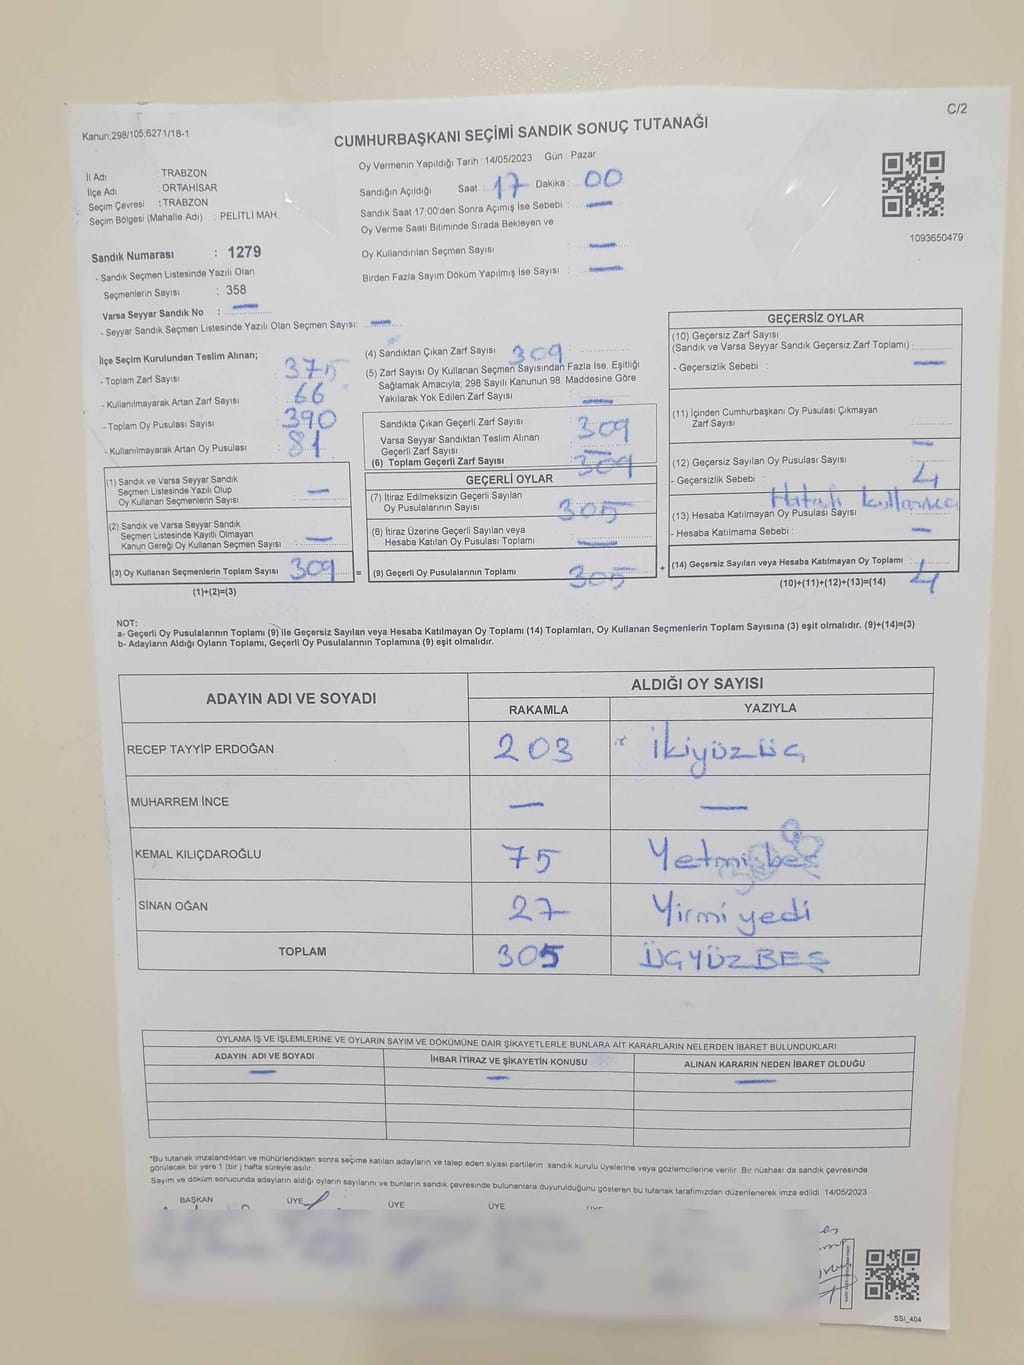 C/2
Kanun;298/105;6271/18-1
CUMHURBAŞKANI SEÇİMİ SANDIK SONUÇ TUTANAĞI
İl Adı : TRABZON
İlçe Adı : ORTAHİSAR
Seçim Çevresi : TRABZON
Seçim Bölgesi (Mahalle Adı) : PELİTLİ MAH.
Oy Vermenin Yapıldığı Tarih : 14/05/2023 Gün : Pazar
Sandığın Açıldığı Saat : 17 Dakika : 00
Sandık Saat 17:00'den Sonra Açımış İse Sebebi : —
Oy Verme Saati Bitiminde Sırada Bekleyen ve
Oy Kullandırılan Seçmen Sayısı : —
Birden Fazla Sayım Döküm Yapılmış İse Sayısı : —
1093650479
Sandık Numarası : 1279
- Sandık Seçmen Listesinde Yazılı Olan
Seçmenlerin Sayısı : 358
Varsa Seyyar Sandık No : —
- Seyyar Sandık Seçmen Listesinde Yazılı Olan Seçmen Sayısı: —
İlçe Seçim Kurulundan Teslim Alınan;
- Toplam Zarf Sayısı : 375
- Kullanılmayarak Artan Zarf Sayısı : 66
- Toplam Oy Pusulası Sayısı : 390
- Kullanılmayarak Artan Oy Pusulası : 81
(1) Sandık ve Varsa Seyyar Sandık
Seçmen Listesinde Yazılı Olup
Oy Kullanan Seçmenlerin Sayısı : —
(2) Sandık ve Varsa Seyyar Sandık
Seçmen Listesinde Kayıtlı Olmayan
Kanun Gereği Oy Kullanan Seçmen Sayısı : —
(3) Oy Kullanan Seçmenlerin Toplam Sayısı : 309
(1)+(2)=(3)
(4) Sandıktan Çıkan Zarf Sayısı : 309
(5) Zarf Sayısı Oy Kullanan Seçmen Sayısından Fazla İse, Eşitliği
Sağlamak Amacıyla; 298 Sayılı Kanunun 98. Maddesine Göre
Yakılarak Yok Edilen Zarf Sayısı : —
Sandıkta Çıkan Geçerli Zarf Sayısı : 309
Varsa Seyyar Sandıktan Teslim Alınan
Geçerli Zarf Sayısı : —
(6) Toplam Geçerli Zarf Sayısı : 309
GEÇERLİ OYLAR
(7) İtiraz Edilmeksizin Geçerli Sayılan
Oy Pusulalarının Sayısı : 305
(8) İtiraz Üzerine Geçerli Sayılan veya
Hesaba Katılan Oy Pusulası Toplamı : —
= (9) Geçerli Oy Pusulalarının Toplamı : 305 +
GEÇERSİZ OYLAR
(10) Geçersiz Zarf Sayısı
(Sandık ve Varsa Seyyar Sandık Geçersiz Zarf Toplamı) :
- Geçersizlik Sebebi : —
(11) İçinden Cumhurbaşkanı Oy Pusulası Çıkmayan
Zarf Sayısı : —
(12) Geçersiz Sayılan Oy Pusulası Sayısı : 4
- Geçersizlik Sebebi : Hatalı kullanma
(13) Hesaba Katılmayan Oy Pusulası Sayısı :
- Hesaba Katılmama Sebebi : —
(14) Geçersiz Sayılan veya Hesaba Katılmayan Oy Toplamı : 4
(10)+(11)+(12)+(13)=(14)
NOT:
a- Geçerli Oy Pusulalarının Toplamı (9) ile Geçersiz Sayılan veya Hesaba Katılmayan Oy Toplamı (14) Toplamları, Oy Kullanan Seçmenlerin Toplam Sayısına (3) eşit olmalıdır. (9)+(14)=(3)
b- Adayların Aldığı Oyların Toplamı, Geçerli Oy Pusulalarının Toplamına (9) eşit olmalıdır.
ADAYIN ADI VE SOYADI ALDIĞI OY SAYISI
RAKAMLA YAZIYLA
RECEP TAYYİP ERDOĞAN 203 İkiyüzüç
MUHARREM İNCE — —
KEMAL KILIÇDAROĞLU 75 Yetmişbeş
SİNAN OĞAN 27 Yirmi yedi
TOPLAM 305 ÜÇYÜZBEŞ
OYLAMA İŞ VE İŞLEMLERİNE VE OYLARIN SAYIM VE DÖKÜMÜNE DAİR ŞİKAYETLERLE BUNLARA AİT KARARLARIN NELERDEN İBARET BULUNDUKLARI
ADAYIN ADI VE SOYADI İHBAR İTİRAZ VE ŞİKAYETİN KONUSU ALINAN KARARIN NEDEN İBARET OLDUĞU
— — —
*Bu tutanak imzalandıktan ve mühürlendikten sonra seçime katılan adayların ve talep eden siyasi partilerin sandık kurulu üyelerine veya gözlemcilerine verilir. Bir nüshası da sandık çevresinde
görülecek bir yere 1 (bir) hafta süreyle asılır.
Sayım ve döküm sonucunda adayların aldığı oyların sayılarını ve bunların sandık çevresinde bulunanlara duyurulduğunu gösteren bu tutanak tarafımızdan düzenlenerek imza edildi. 14/05/2023
BAŞKAN ÜYE ÜYE ÜYE
SSI_404